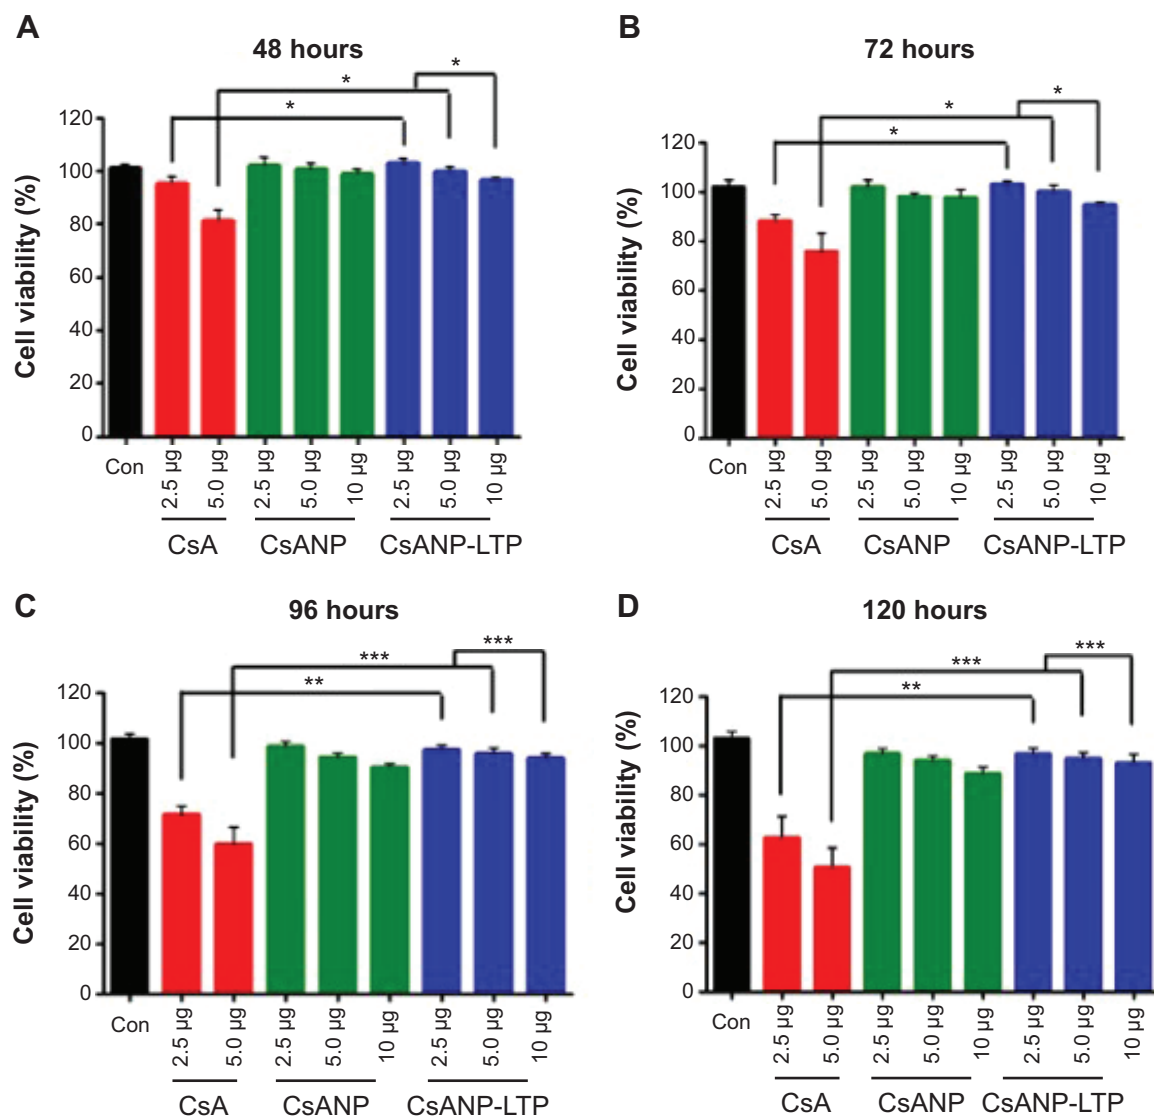 A
48 hours
*
*
*
Cell viability (%)
120
100
80
60
40
20
0
Con
2.5 µg
5.0 µg
2.5 µg
5.0 µg
10 µg
2.5 µg
5.0 µg
10 µg
CsA
CsANP
CsANP-LTP
B
72 hours
*
*
*
Cell viability (%)
120
100
80
60
40
20
0
Con
2.5 µg
5.0 µg
2.5 µg
5.0 µg
10 µg
2.5 µg
5.0 µg
10 µg
CsA
CsANP
CsANP-LTP
C
96 hours
***
***
**
Cell viability (%)
120
100
80
60
40
20
0
Con
2.5 µg
5.0 µg
2.5 µg
5.0 µg
10 µg
2.5 µg
5.0 µg
10 µg
CsA
CsANP
CsANP-LTP
D
120 hours
***
***
**
Cell viability (%)
120
100
80
60
40
20
0
Con
2.5 µg
5.0 µg
2.5 µg
5.0 µg
10 µg
2.5 µg
5.0 µg
10 µg
CsA
CsANP
CsANP-LTP